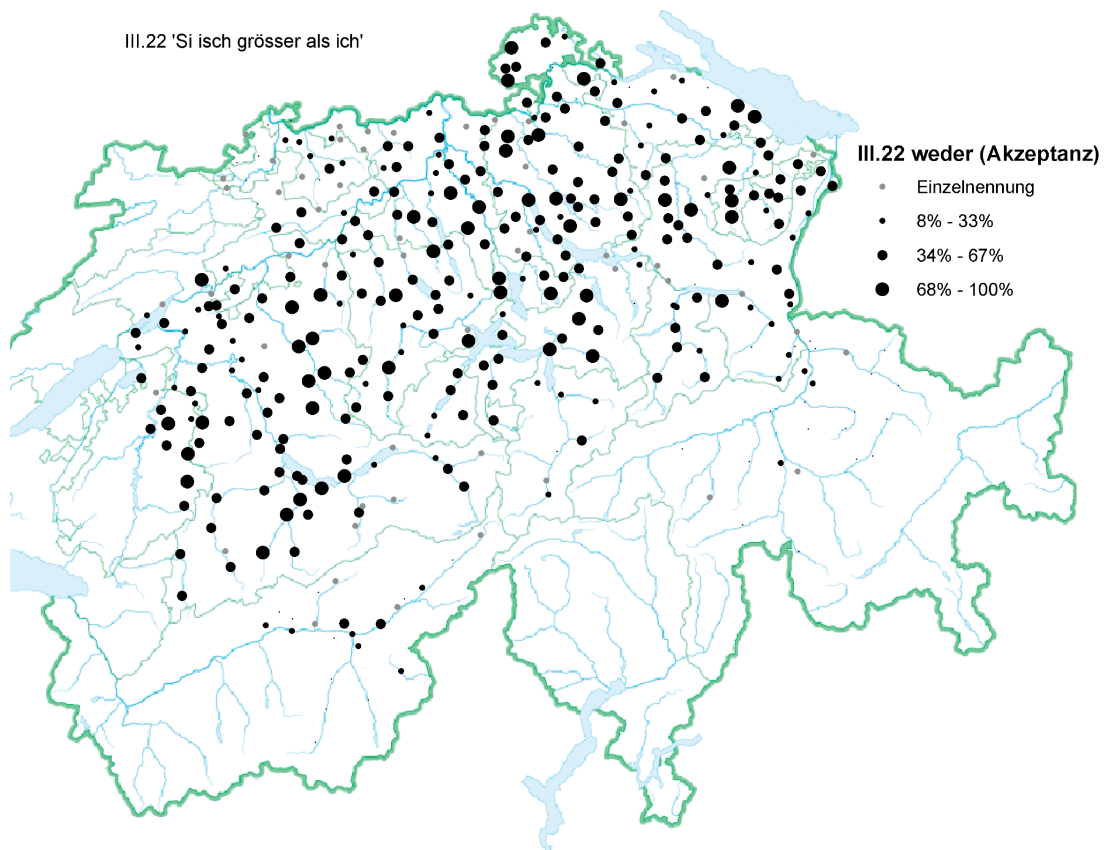 III.22 'Si isch grösser als ich'
III.22 weder (Akzeptanz)
Einzelnennung
8% - 33%
34% - 67%
68% - 100%